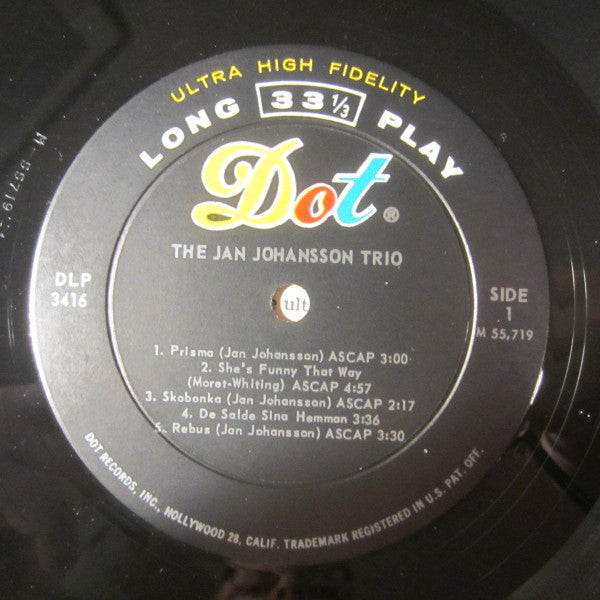 ULTRA HIGH FIDELITY
LONG 33 1/3 PLAY
Dot®
THE JAN JOHANSSON TRIO
DLP
3416
ult
SIDE
1
M 55,719
1. Prisma (Jan Johansson) ASCAP 3:00
2. She's Funny That Way
(Moret-Whiting) ASCAP 4:57
3. Skobonka (Jan Johansson) ASCAP 2:17
4. De Salde Sina Hemman 3:36
5. Rebus (Jan Johansson) ASCAP 3:30
DOT RECORDS, INC., HOLLYWOOD 28, CALIF. TRADEMARK REGISTERED IN U.S. PAT. OFF.